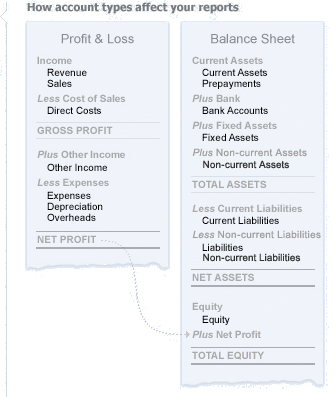 How account types affect your reports
Profit & Loss
Income
Revenue
Sales
Less Cost of Sales
Direct Costs
GROSS PROFIT
Plus Other Income
Other Income
Less Expenses
Expenses
Depreciation
Overheads
NET PROFIT
Balance Sheet
Current Assets
Current Assets
Prepayments
Plus Bank
Bank Accounts
Plus Fixed Assets
Fixed Assets
Plus Non-current Assets
Non-current Assets
TOTAL ASSETS
Less Current Liabilities
Current Liabilities
Less Non-current Liabilities
Liabilities
Non-current Liabilities
NET ASSETS
Equity
Equity
Plus Net Profit
TOTAL EQUITY